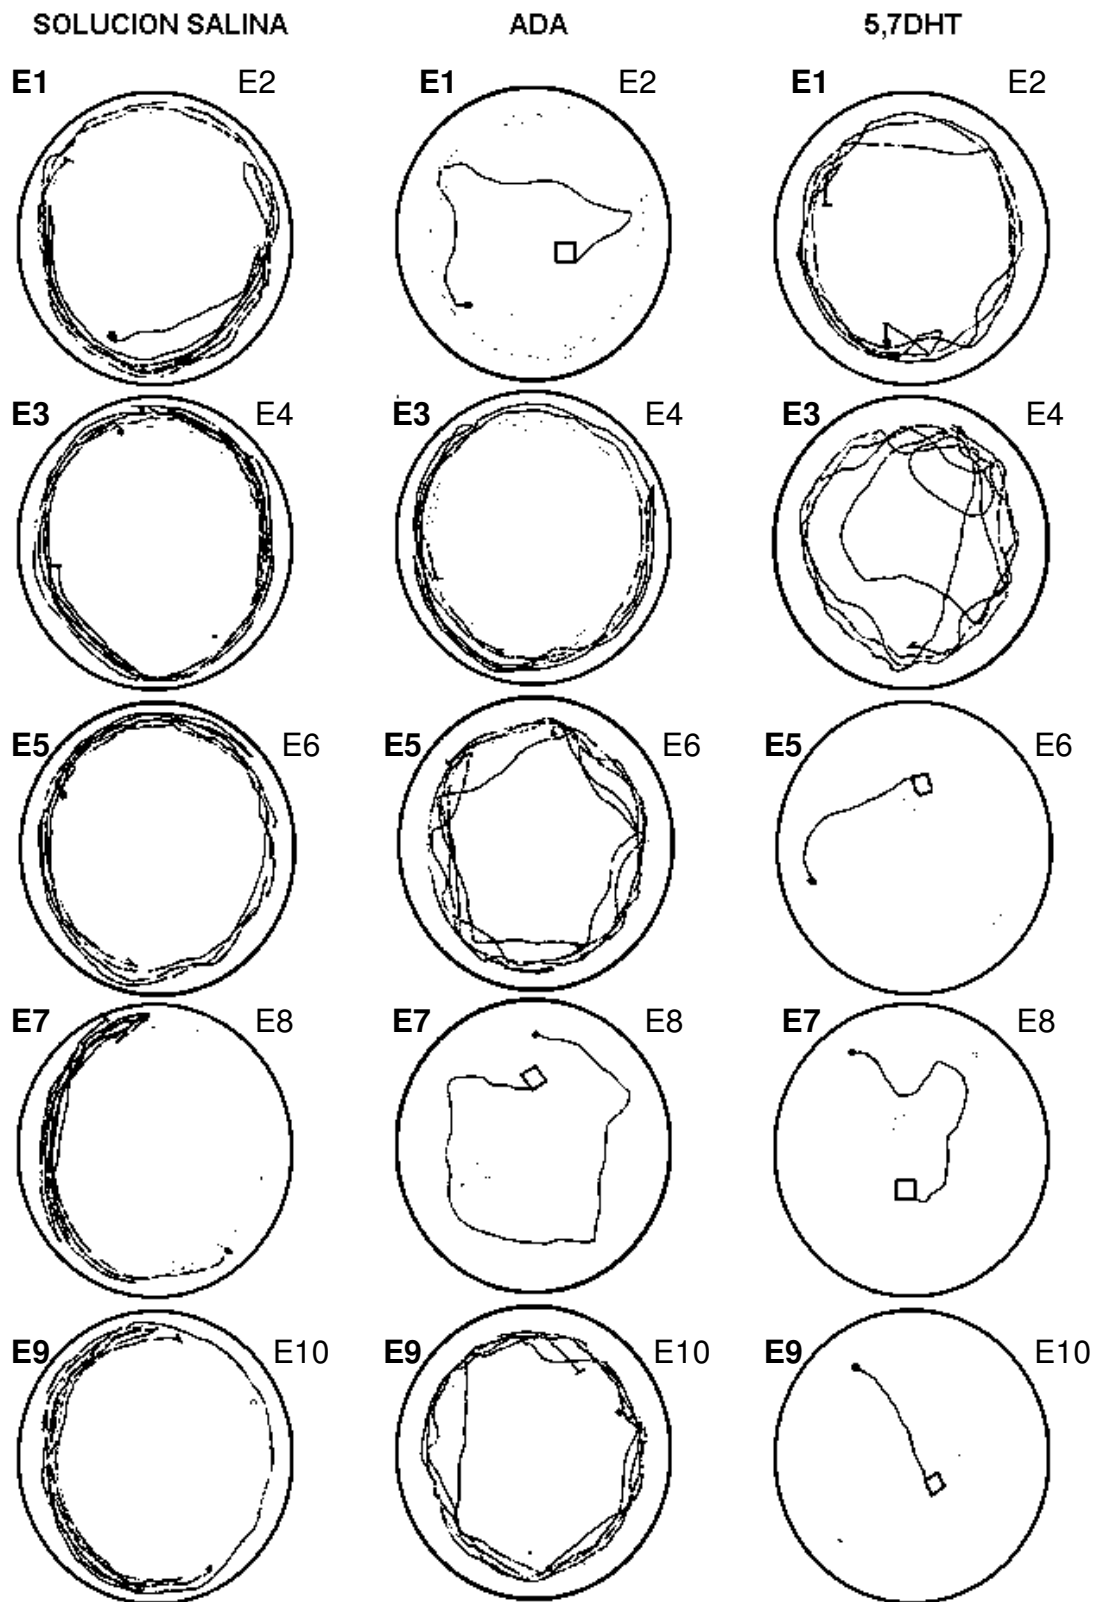 SOLUCION SALINA ADA 5,7DHT
E1 E2 E1 E2 E1 E2
E3 E4 E3 E4 E3 E4
E5 E6 E5 E6 E5 E6
E7 E8 E7 E8 E7 E8
E9 E10 E9 E10 E9 E10